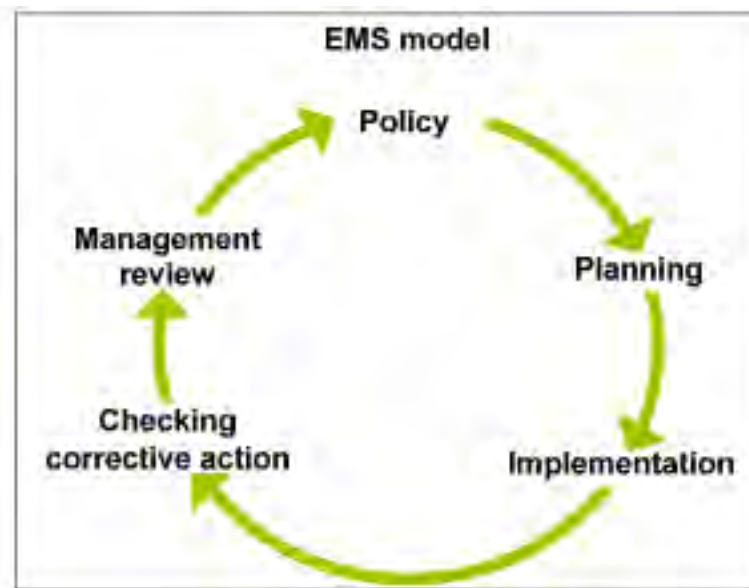 EMS model
Policy
Planning
Implementation
Checking
corrective action
Management
review